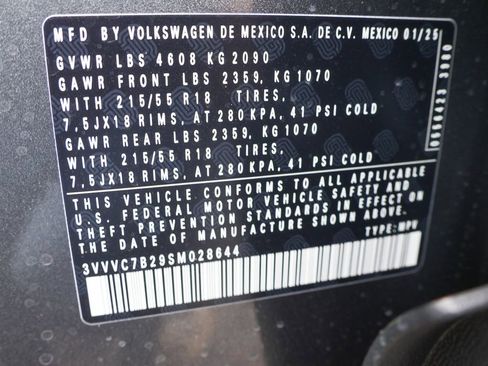 MFD BY VOLKSWAGEN DE MEXICO S.A. DE C.V. MEXICO 01/25
GVWR LBS 4608 KG 2090
GAWR FRONT LBS 2359, KG 1070
WITH 215/55 R18 TIRES,
7,5JX18 RIMS, AT 280 KPA, 41 PSI COLD
GAWR REAR LBS 2359, KG 1070
WITH 215/55 R18 TIRES,
7,5JX18 RIMS, AT 280 KPA, 41 PSI COLD
THIS VEHICLE CONFORMS TO ALL APPLICABLE
U.S. FEDERAL MOTOR VEHICLE SAFETY AND
THEFT PREVENTION STANDARDS IN EFFECT ON
THE DATE OF MANUFACTURE SHOWN ABOVE.
TYPE: MPV
3VVVC7B29SM028644